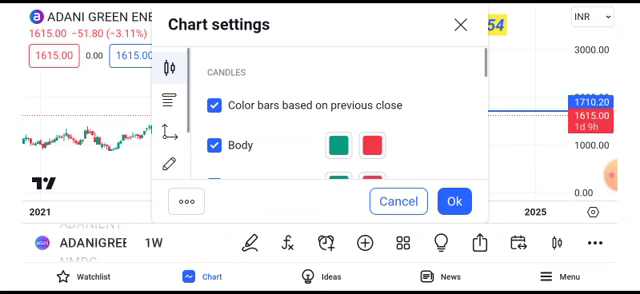 ADANI GREEN ENE
1615.00 −51.80 (−3.11%)
1615.00
0.00
1615.0
Chart settings
CANDLES
Color bars based on previous close
Body
Cancel
Ok
54
INR
3000.00
1710.20
1615.00
1d 9h
1000.00
0.00
2021
2025
adani
ADANIGREE
1W
NMDC
Watchlist
Chart
Ideas
News
Menu